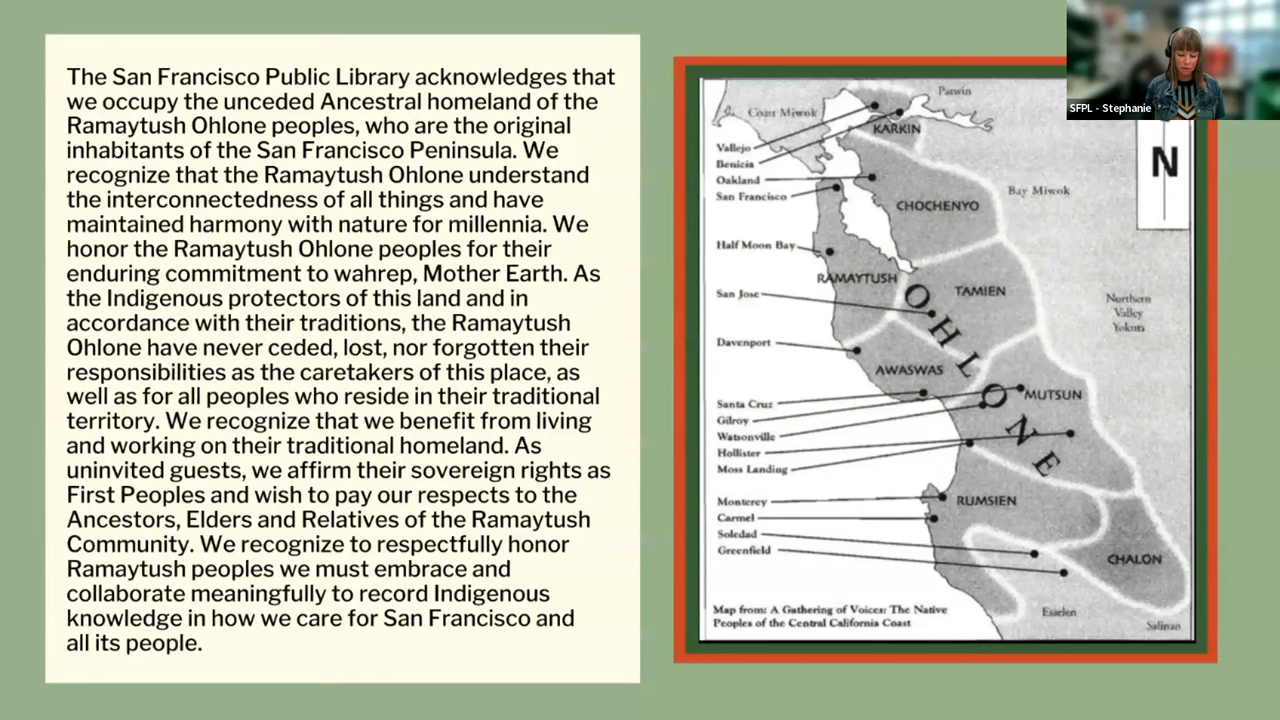 The San Francisco Public Library acknowledges that
we occupy the unceded Ancestral homeland of the
Ramaytush Ohlone peoples, who are the original
inhabitants of the San Francisco Peninsula. We
recognize that the Ramaytush Ohlone understand
the interconnectedness of all things and have
maintained harmony with nature for millennia. We
honor the Ramaytush Ohlone peoples for their
enduring commitment to wahrep, Mother Earth. As
the Indigenous protectors of this land and in
accordance with their traditions, the Ramaytush
Ohlone have never ceded, lost, nor forgotten their
responsibilities as the caretakers of this place, as
well as for all peoples who reside in their traditional
territory. We recognize that we benefit from living
and working on their traditional homeland. As
uninvited guests, we affirm their sovereign rights as
First Peoples and wish to pay our respects to the
Ancestors, Elders and Relatives of the Ramaytush
Community. We recognize to respectfully honor
Ramaytush peoples we must embrace and
collaborate meaningfully to record Indigenous
knowledge in how we care for San Francisco and
all its people.
SFPL - Stephanie
Patwin
Coast Miwok
KARKIN
Vallejo
Benicia
Oakland
San Francisco
N
Bay Miwok
CHOCHENYO
Half Moon Bay
RAMAYTUSH
TAMIEN
San Jose
OHLONE
Northern
Valley
Yokuts
Davenport
AWASWAS
MUTSUN
Santa Cruz
Gilroy
Watsonville
Hollister
Moss Landing
Monterey
RUMSIEN
Carmel
Soledad
Greenfield
CHALON
Map from: A Gathering of Voices: The Native
Peoples of the Central California Coast
Esselen
Salinan